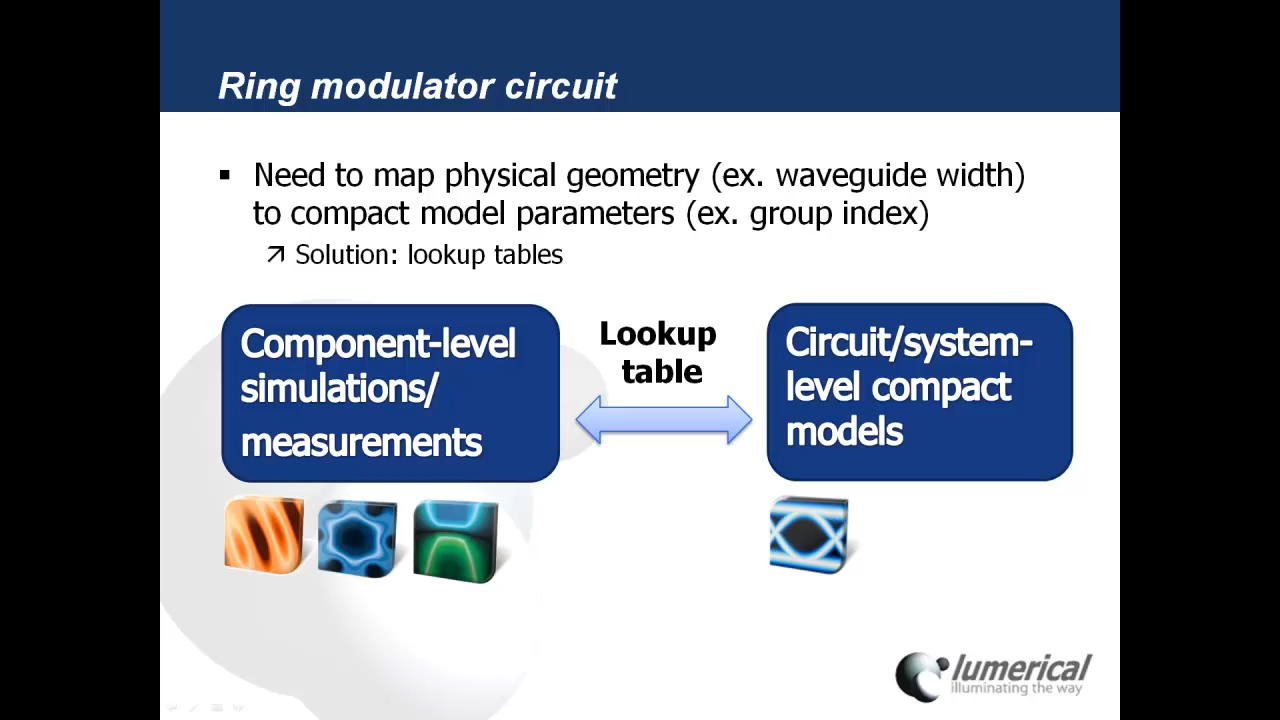 Ring modulator circuit
▪ Need to map physical geometry (ex. waveguide width)
to compact model parameters (ex. group index)
↗ Solution: lookup tables
Component-level
simulations/
measurements
Lookup
table
Circuit/system-
level compact
models
lumerical
illuminating the way